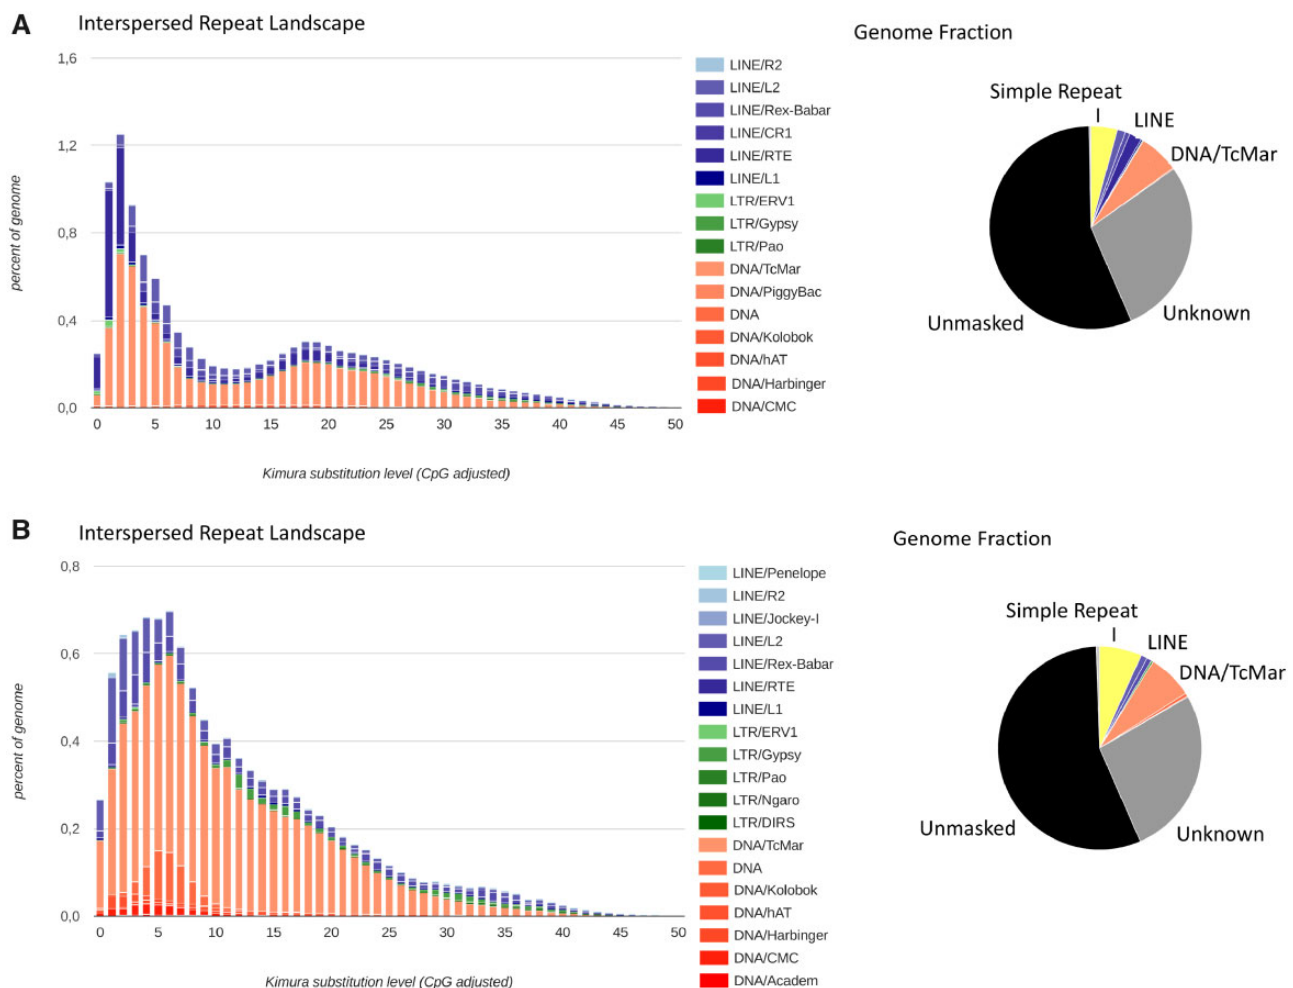 A
Interspersed Repeat Landscape
Genome Fraction
1,6
1,2
0,8
0,4
0,0
percent of genome
0 5 10 15 20 25 30 35 40 45 50
Kimura substitution level (CpG adjusted)
LINE/R2
LINE/L2
LINE/Rex-Babar
LINE/CR1
LINE/RTE
LINE/L1
LTR/ERV1
LTR/Gypsy
LTR/Pao
DNA/TcMar
DNA/PiggyBac
DNA
DNA/Kolobok
DNA/hAT
DNA/Harbinger
DNA/CMC
Simple Repeat
LINE
DNA/TcMar
Unknown
Unmasked
B
Interspersed Repeat Landscape
Genome Fraction
0,8
0,6
0,4
0,2
0,0
percent of genome
0 5 10 15 20 25 30 35 40 45 50
Kimura substitution level (CpG adjusted)
LINE/Penelope
LINE/R2
LINE/Jockey-I
LINE/L2
LINE/Rex-Babar
LINE/RTE
LINE/L1
LTR/ERV1
LTR/Gypsy
LTR/Pao
LTR/Ngaro
LTR/DIRS
DNA/TcMar
DNA
DNA/Kolobok
DNA/hAT
DNA/Harbinger
DNA/CMC
DNA/Academ
Simple Repeat
LINE
DNA/TcMar
Unmasked
Unknown